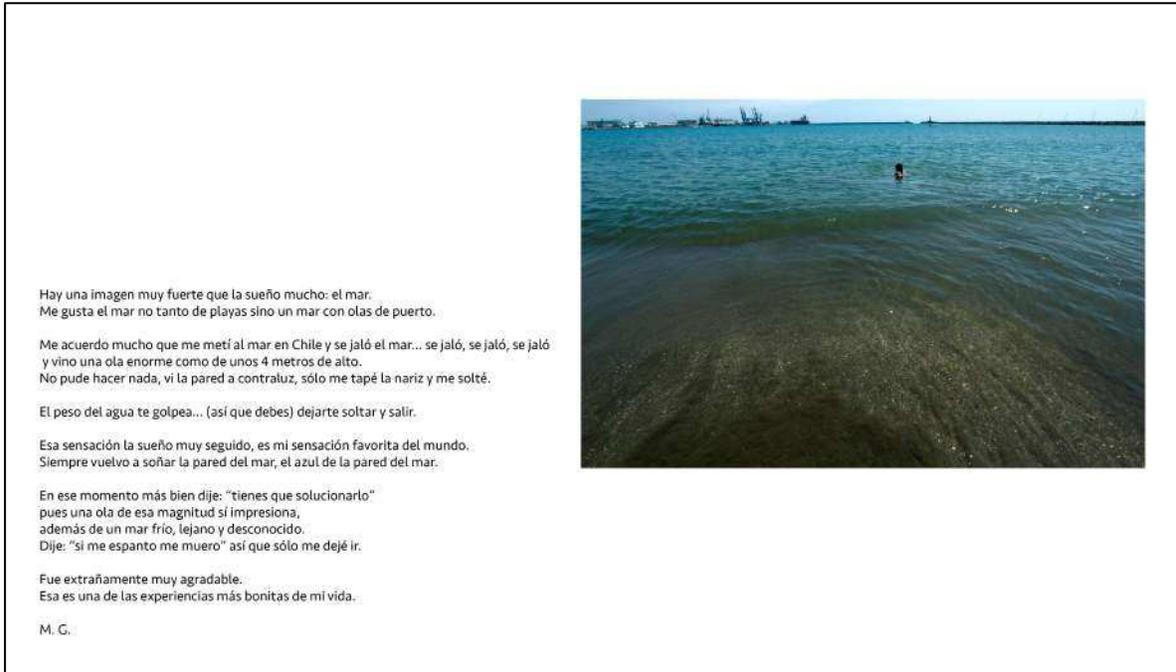 Hay una imagen muy fuerte que la sueño mucho: el mar.
Me gusta el mar no tanto de playas sino un mar con olas de puerto.
Me acuerdo mucho que me metí al mar en Chile y se jaló el mar... se jaló, se jaló, se jaló
y vino una ola enorme como de unos 4 metros de alto.
No pude hacer nada, vi la pared a contraluz, sólo me tapé la nariz y me solté.
El peso del agua te golpea... (así que debes) dejarte soltar y salir.
Esa sensación la sueño muy seguido, es mi sensación favorita del mundo.
Siempre vuelvo a soñar la pared del mar, el azul de la pared del mar.
En ese momento más bien dije: “tienes que solucionarlo”
pues una ola de esa magnitud sí impresiona,
además de un mar frío, lejano y desconocido.
Dije: “si me espanto me muero” así que sólo me dejé ir.
Fue extrañamente muy agradable.
Esa es una de las experiencias más bonitas de mi vida.
M. G.